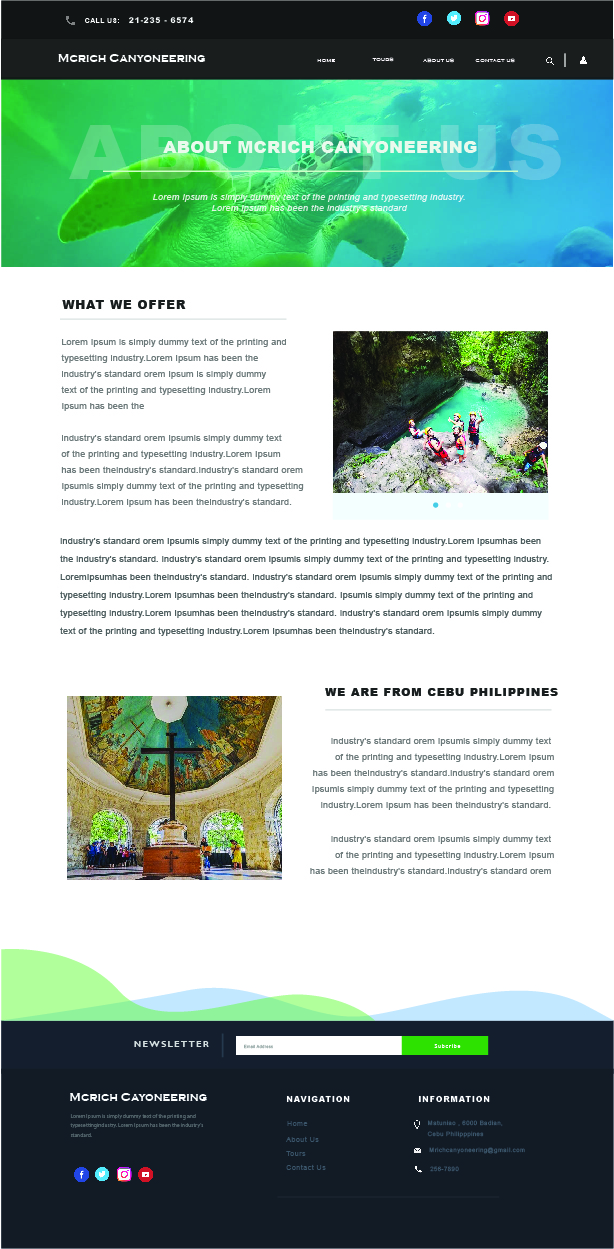 CALL US: 21-235 - 6574
MCRICH CANYONEERING
HOME TOURS ABOUT US CONTACT US
ABOUT US
ABOUT MCRICH CANYONEERING
Lorem Ipsum is simply dummy text of the printing and typesetting industry.
Lorem Ipsum has been the industry's standard
WHAT WE OFFER
Lorem Ipsum is simply dummy text of the printing and
typesetting industry.Lorem Ipsum has been the
industry's standard orem Ipsum is simply dummy
text of the printing and typesetting industry.Lorem
Ipsum has been the
industry's standard orem Ipsumis simply dummy text
of the printing and typesetting industry.Lorem Ipsum
has been theindustry's standard.industry's standard orem
Ipsumis simply dummy text of the printing and typesetting
industry.Lorem Ipsum has been theindustry's standard.
industry's standard orem Ipsumis simply dummy text of the printing and typesetting industry.Lorem Ipsumhas been
the industry's standard. industry's standard orem Ipsumis simply dummy text of the printing and typesetting industry.
LoremIpsumhas been theindustry's standard. industry's standard orem Ipsumis simply dummy text of the printing and
typesetting industry.Lorem Ipsumhas been theindustry's standard. Ipsumis simply dummy text of the printing and
typesetting industry.Lorem Ipsumhas been theindustry's standard. industry's standard orem Ipsumis simply dummy
text of the printing and typesetting industry.Lorem Ipsumhas been theindustry's standard.
WE ARE FROM CEBU PHILIPPINES
industry's standard orem Ipsumis simply dummy text
of the printing and typesetting industry.Lorem Ipsum
has been theindustry's standard.industry's standard orem
Ipsumis simply dummy text of the printing and typesetting
industry.Lorem Ipsum has been theindustry's standard.
industry's standard orem Ipsumis simply dummy text
of the printing and typesetting industry.Lorem Ipsum
has been theindustry's standard.industry's standard orem
NEWSLETTER
Email Address
Subcribe
MCRICH CAYONEERING
Lorem Ipsum is simply dummy text of the printing and
typesettingindustry. Lorem Ipsum has been the industry's
standard.
NAVIGATION
Home
About Us
Tours
Contact Us
INFORMATION
Matuniao , 6000 Badian,
Cebu Philipppines
Mrichcanyoneering@gmail.com
256-7890